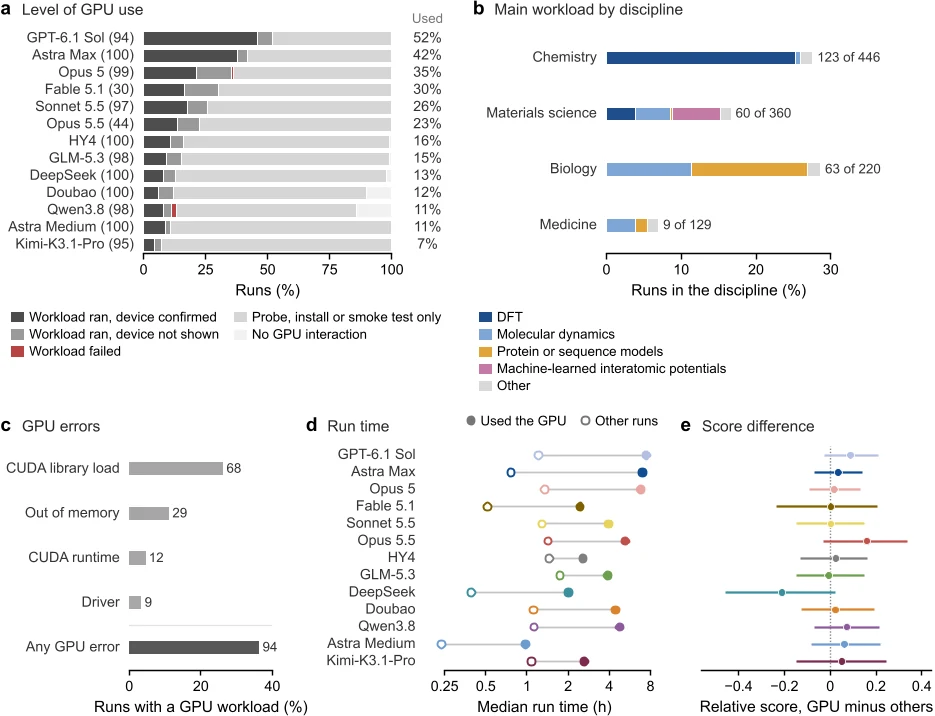 a Level of GPU use
Used
GPT-6.1 Sol (94) 52%
Astra Max (100) 42%
Opus 5 (99) 35%
Fable 5.1 (30) 30%
Sonnet 5.5 (97) 26%
Opus 5.5 (44) 23%
HY4 (100) 16%
GLM-5.3 (98) 15%
DeepSeek (100) 13%
Doubao (100) 12%
Qwen3.8 (98) 11%
Astra Medium (100) 11%
Kimi-K3.1-Pro (95) 7%
0 25 50 75 100
Runs (%)
Workload ran, device confirmed
Workload ran, device not shown
Workload failed
Probe, install or smoke test only
No GPU interaction
b Main workload by discipline
Chemistry 123 of 446
Materials science 60 of 360
Biology 63 of 220
Medicine 9 of 129
0 10 20 30
Runs in the discipline (%)
DFT
Molecular dynamics
Protein or sequence models
Machine-learned interatomic potentials
Other
c GPU errors
CUDA library load 68
Out of memory 29
CUDA runtime 12
Driver 9
Any GPU error 94
0 20 40
Runs with a GPU workload (%)
d Run time
Used the GPU
Other runs
GPT-6.1 Sol
Astra Max
Opus 5
Fable 5.1
Sonnet 5.5
Opus 5.5
HY4
GLM-5.3
DeepSeek
Doubao
Qwen3.8
Astra Medium
Kimi-K3.1-Pro
0.25 0.5 1 2 4 8
Median run time (h)
e Score difference
−0.4 −0.2 0 0.2 0.4
Relative score, GPU minus others